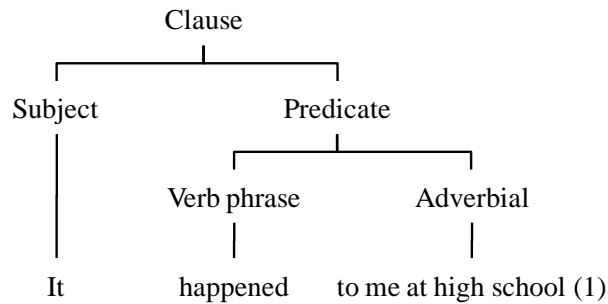 Clause
Subject Predicate
Verb phrase Adverbial
It happened to me at high school (1)